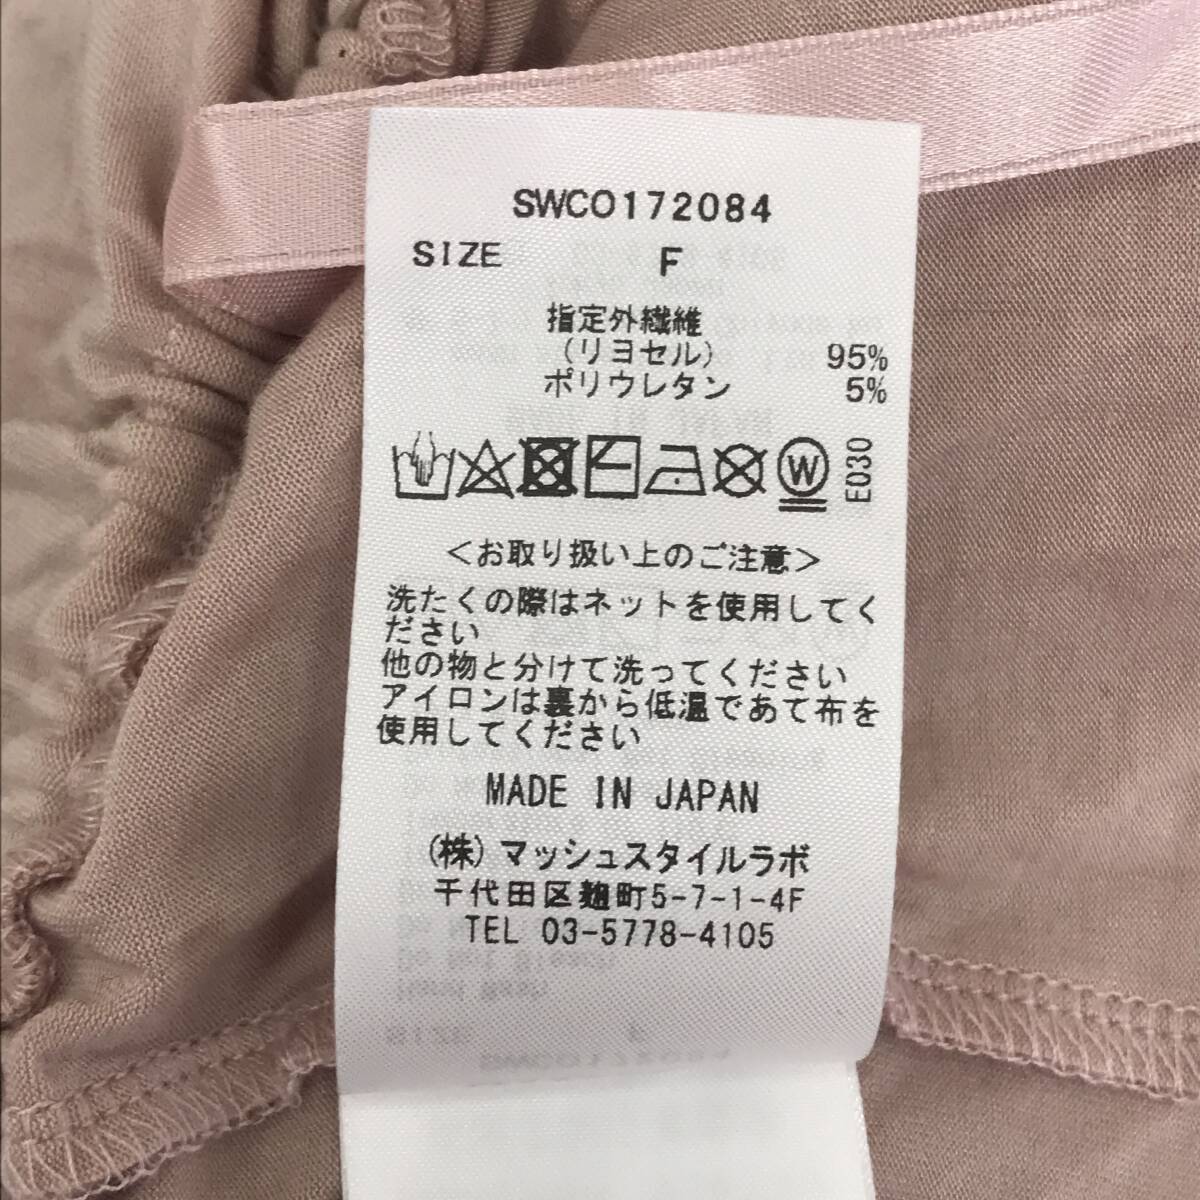 SWCO172084
SIZE F
指定外繊維
(リヨセル) 95%
ポリウレタン 5%
W E030
<お取り扱い上のご注意>
洗たくの際はネットを使用してく
ださい
他の物と分けて洗ってください
アイロンは裏から低温であて布を
使用してください
MADE IN JAPAN
(株)マッシュスタイルラボ
千代田区麹町5-7-1-4F
TEL 03-5778-4105